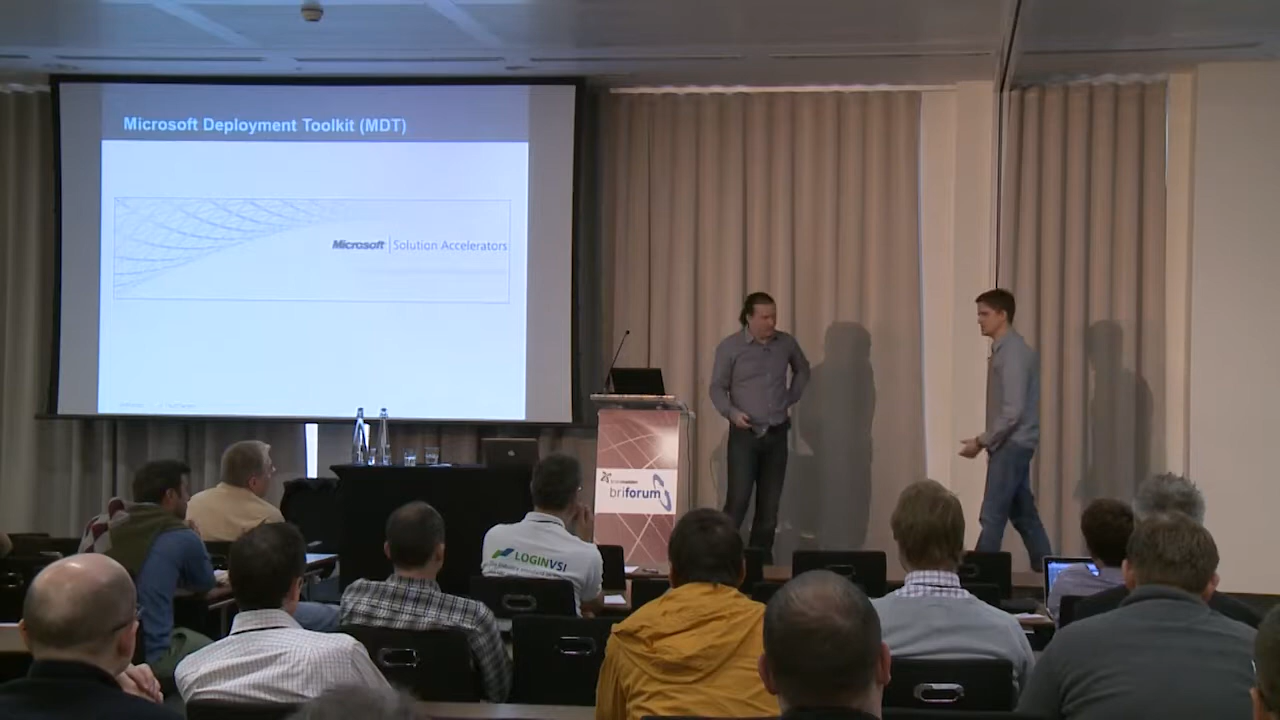 Microsoft Deployment Toolkit (MDT)
Microsoft | Solution Accelerators
briforum
LOGINVSI